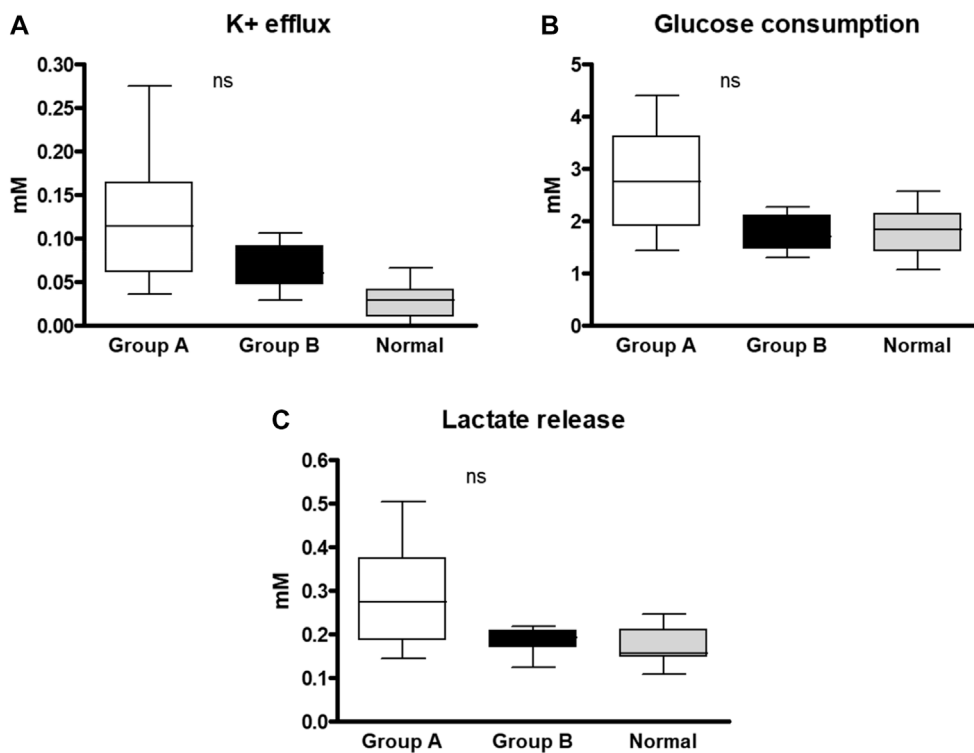 A
K+ efflux
ns
mM
0.30
0.25
0.20
0.15
0.10
0.05
0.00
Group A Group B Normal
B
Glucose consumption
ns
mM
5
4
3
2
1
0
Group A Group B Normal
C
Lactate release
ns
mM
0.6
0.5
0.4
0.3
0.2
0.1
0.0
Group A Group B Normal